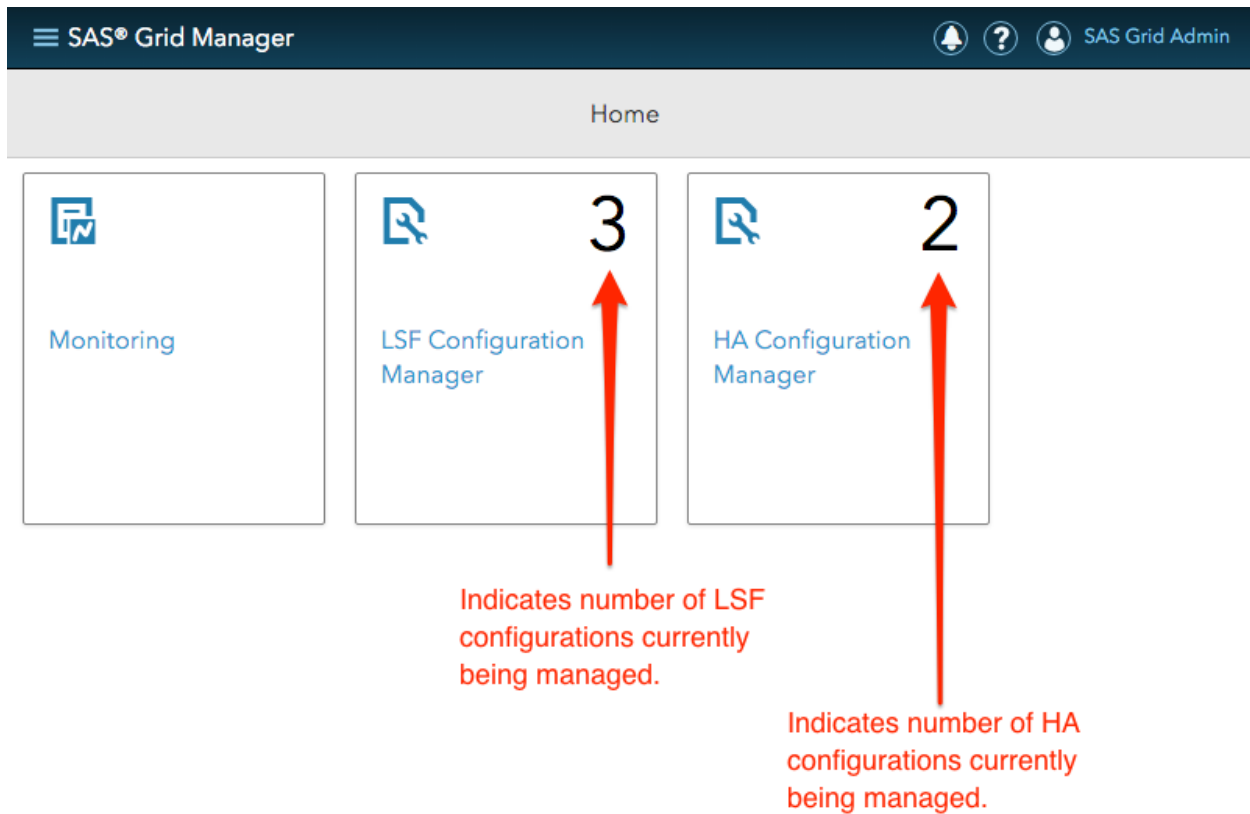 SAS® Grid Manager
SAS Grid Admin
Home
3
2
Monitoring
LSF Configuration
Manager
HA Configuration
Manager
Indicates number of LSF
configurations currently
being managed.
Indicates number of HA
configurations currently
being managed.